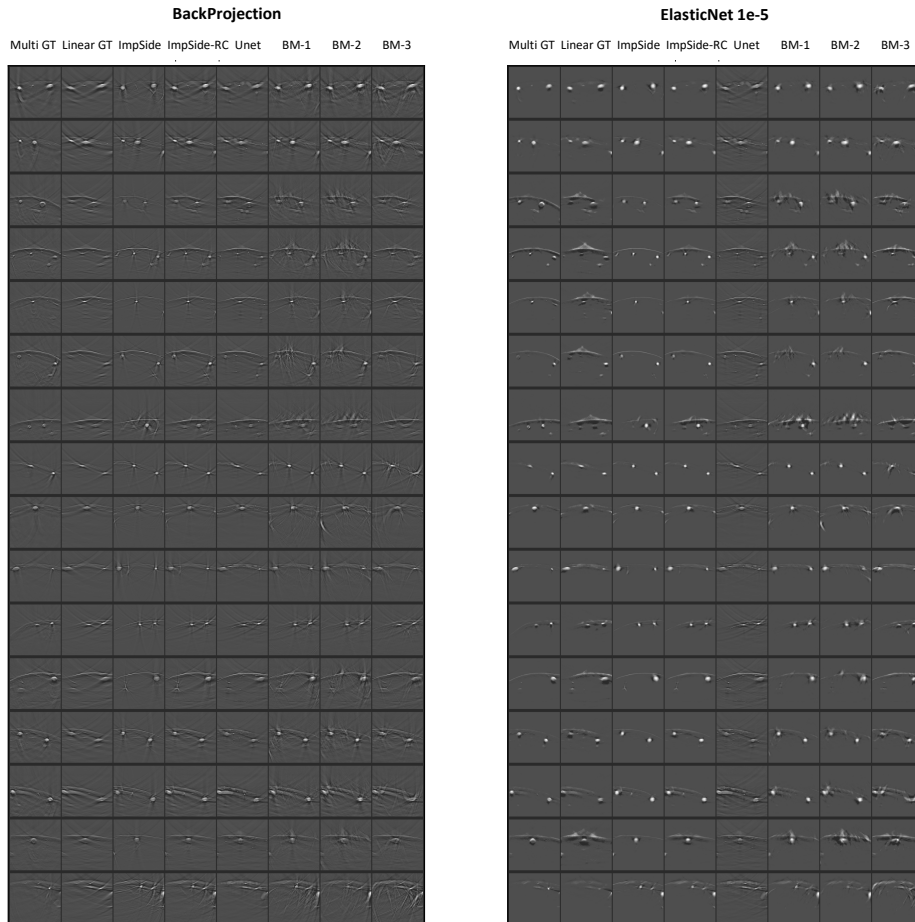 BackProjection
Multi GT Linear GT ImpSide ImpSide-RC Unet BM-1 BM-2 BM-3
ElasticNet 1e-5
Multi GT Linear GT ImpSide ImpSide-RC Unet BM-1 BM-2 BM-3